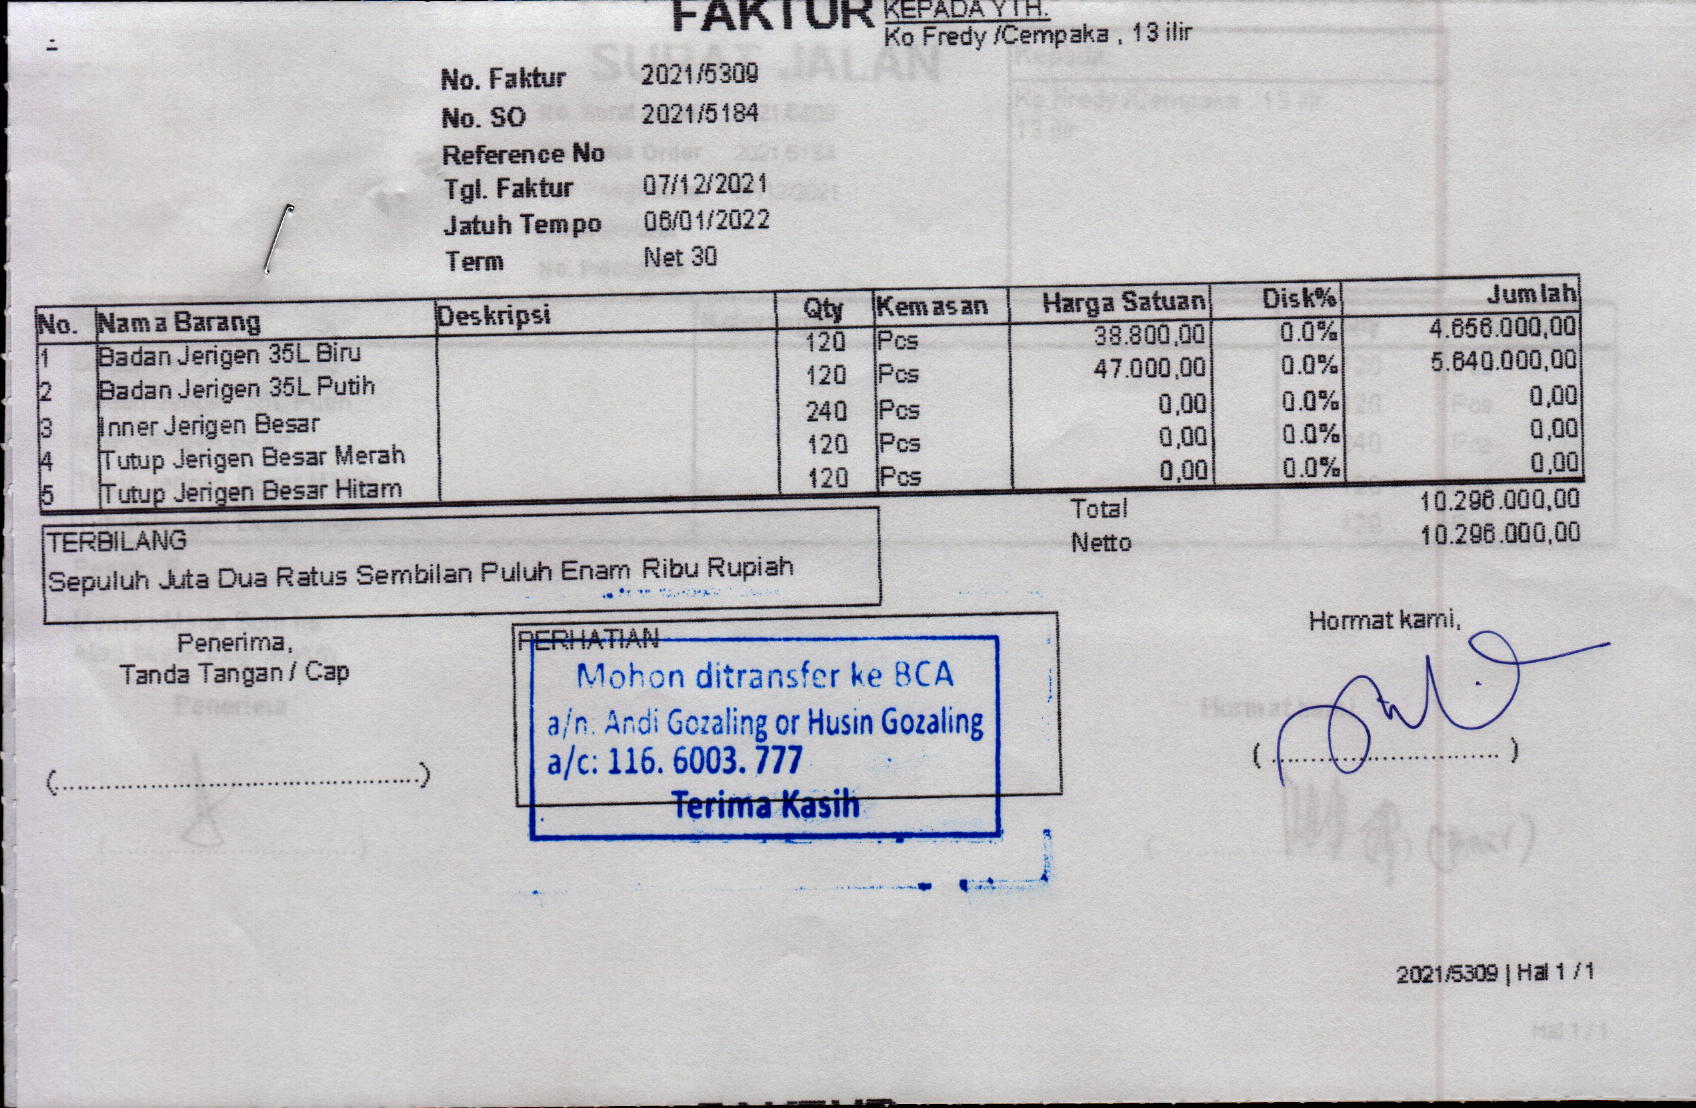 FAKTUR
KEPADA YTH.
Ko Fredy /Cempaka , 13 ilir
No. Faktur 2021/5309
No. SO 2021/5184
Reference No
Tgl. Faktur 07/12/2021
Jatuh Tempo 06/01/2022
Term Net 30
No. Nama Barang Deskripsi Qty Kemasan Harga Satuan Disk% Jumlah
1 Badan Jerigen 35L Biru 120 Pcs 38.800,00 0.0% 4.656.000,00
2 Badan Jerigen 35L Putih 120 Pcs 47.000,00 0.0% 5.640.000,00
3 Inner Jerigen Besar 240 Pcs 0,00 0.0% 0,00
4 Tutup Jerigen Besar Merah 120 Pcs 0,00 0.0% 0,00
5 Tutup Jerigen Besar Hitam 120 Pcs 0,00 0.0% 0,00
Total 10.296.000,00
Netto 10.296.000,00
TERBILANG
Sepuluh Juta Dua Ratus Sembilan Puluh Enam Ribu Rupiah
Penerima,
Tanda Tangan / Cap
(..........................................)
PERHATIAN
Mohon ditransfer ke BCA
a/n: Andi Gozaling or Husin Gozaling
a/c: 116. 6003. 777
Terima Kasih
Hormat kami,
(..............................)
2021/5309 | Hal 1 / 1